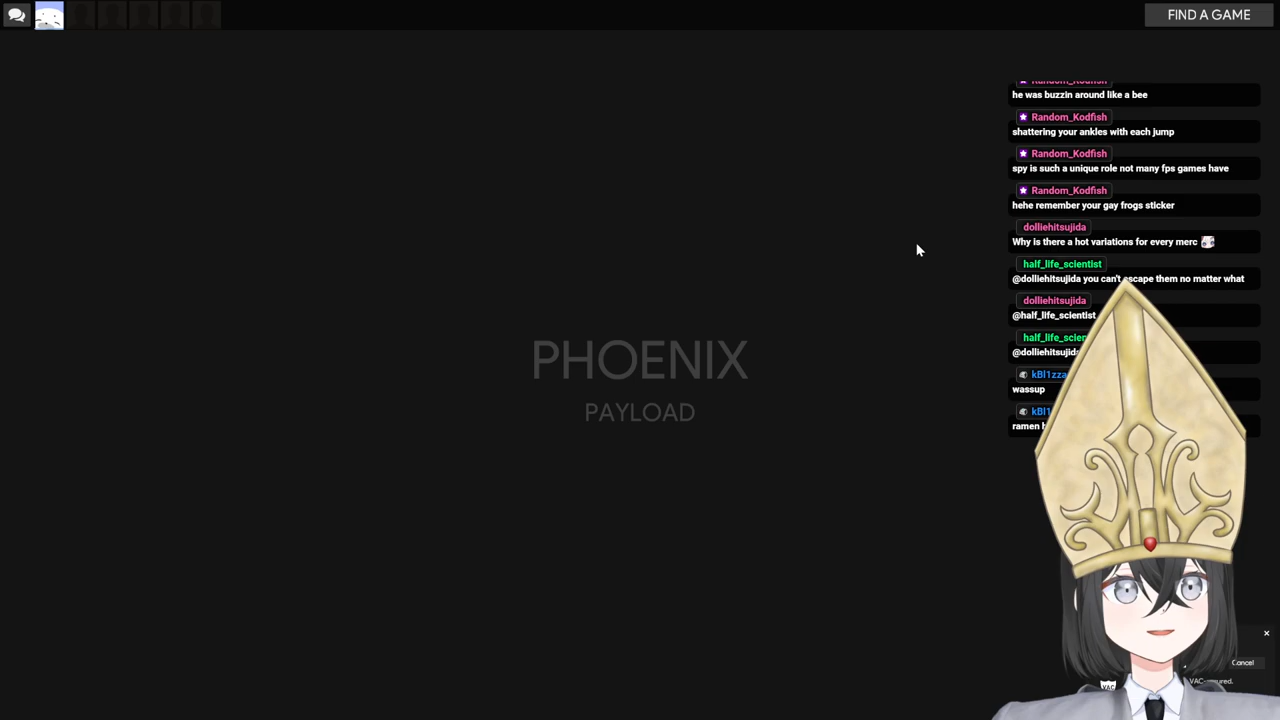 FIND A GAME
Random_Kodfish
he was buzzin around like a bee
Random_Kodfish
shattering your ankles with each jump
Random_Kodfish
spy is such a unique role not many fps games have
Random_Kodfish
hehe remember your gay frogs sticker
dolliehitsujida
Why is there a hot variations for every merc
half_life_scientist
@dolliehitsujida you can't escape them no matter what
dolliehitsujida
@half_life_scientist
@dolliehitsujida
wassup
ramen
PHOENIX
PAYLOAD
Cancel
VAC